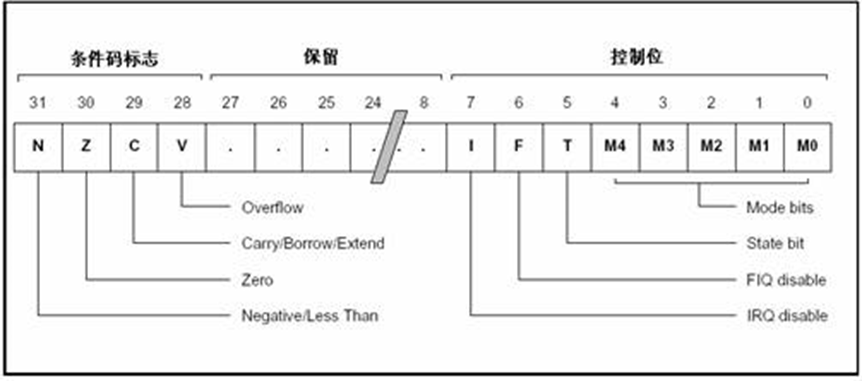 条件码标志 保留 控制位
31 30 29 28 27 26 25 24 8 7 6 5 4 3 2 1 0
N Z C V . . . . . I F T M4 M3 M2 M1 M0
Overflow Mode bits
Carry/Borrow/Extend State bit
Zero FIQ disable
Negative/Less Than IRQ disable